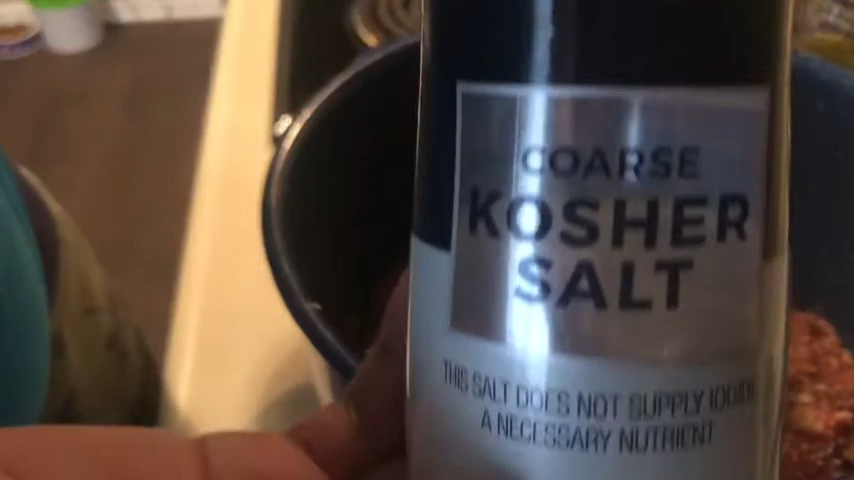 COARSE
KOSHER
SALT
THIS SALT DOES NOT SUPPLY IODIDE
A NECESSARY NUTRIENT